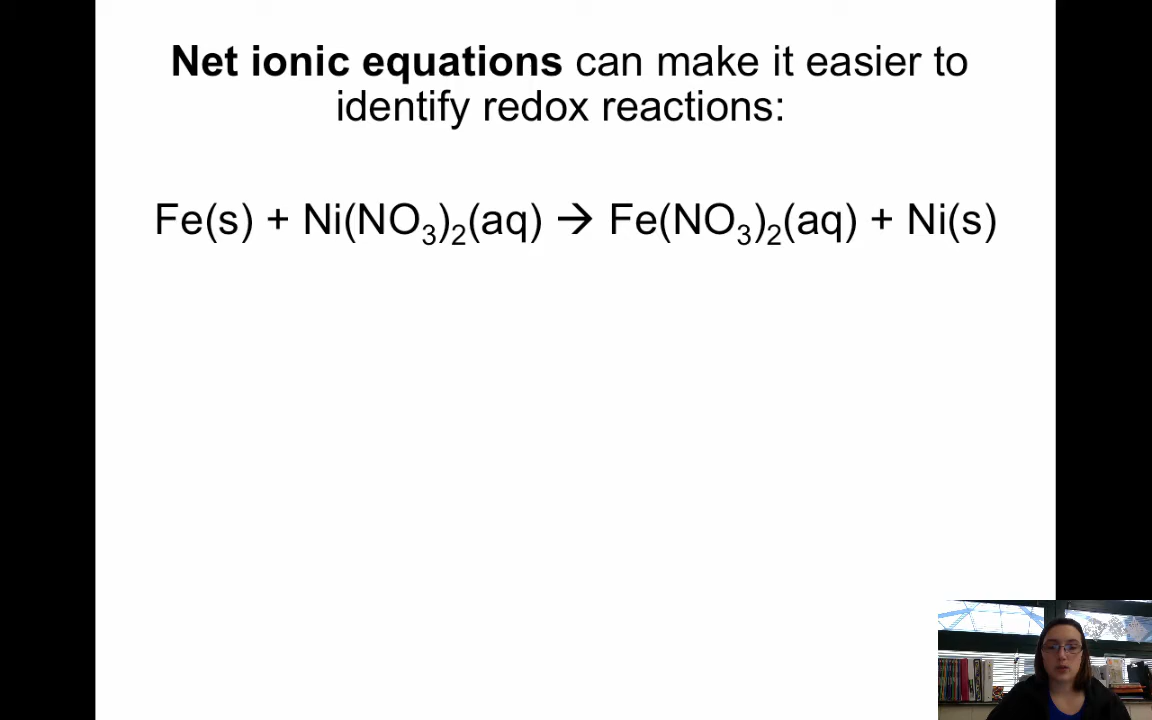 Net ionic equations can make it easier to
identify redox reactions:
Fe(s) + Ni(NO₃)₂(aq) → Fe(NO₃)₂(aq) + Ni(s)